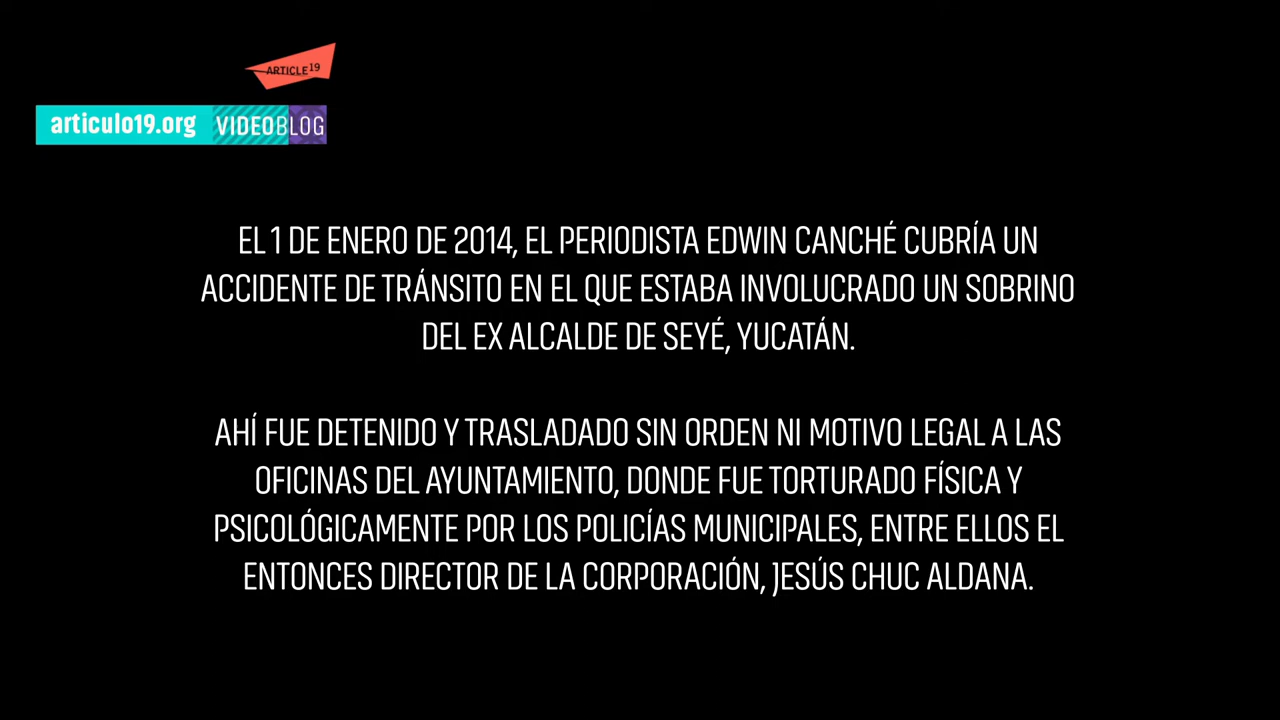 ARTICLE 19
articulo19.org VIDEOBLOG
EL 1 DE ENERO DE 2014, EL PERIODISTA EDWIN CANCHÉ CUBRÍA UN
ACCIDENTE DE TRÁNSITO EN EL QUE ESTABA INVOLUCRADO UN SOBRINO
DEL EX ALCALDE DE SEYÉ, YUCATÁN.
AHÍ FUE DETENIDO Y TRASLADADO SIN ORDEN NI MOTIVO LEGAL A LAS
OFICINAS DEL AYUNTAMIENTO, DONDE FUE TORTURADO FÍSICA Y
PSICOLÓGICAMENTE POR LOS POLICÍAS MUNICIPALES, ENTRE ELLOS EL
ENTONCES DIRECTOR DE LA CORPORACIÓN, JESÚS CHUC ALDANA.